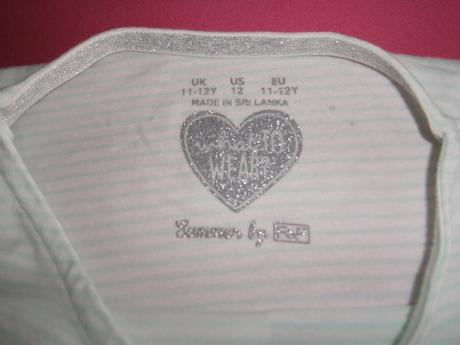 UK US EU
11-12Y 12 11-12Y
MADE IN SRI LANKA
what TO
WEAR?
Summer by F&F